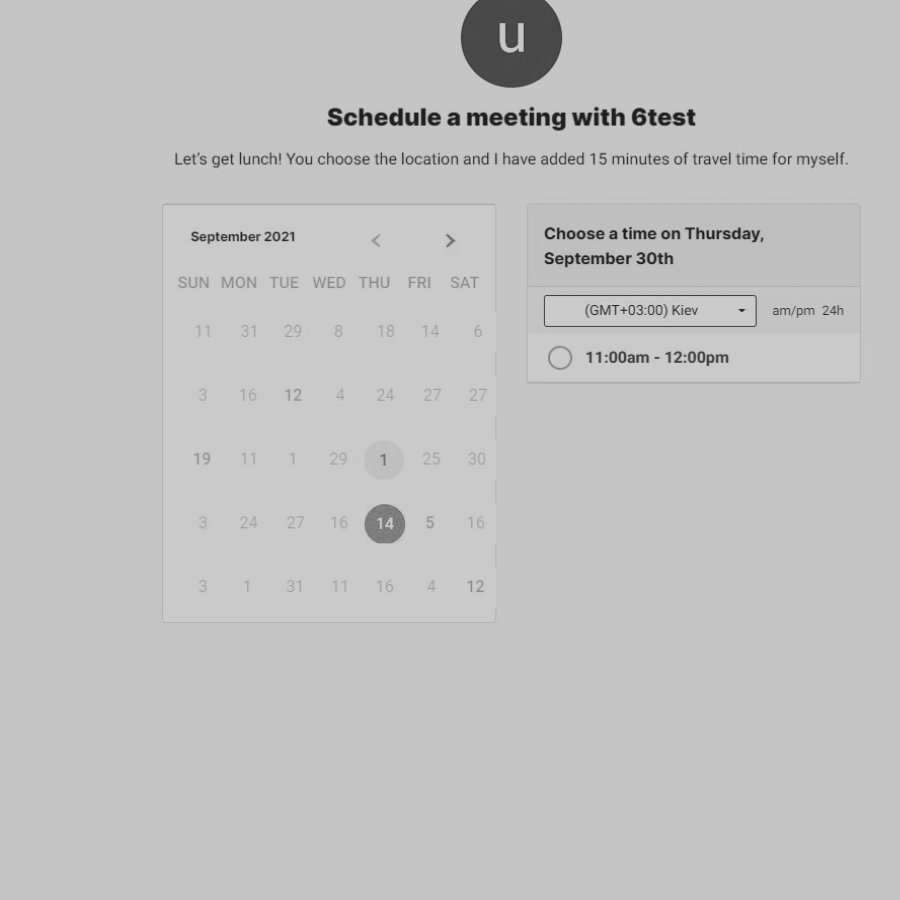 u
Schedule a meeting with 6test
Let's get lunch! You choose the location and I have added 15 minutes of travel time for myself.
September 2021
SUN MON TUE WED THU FRI SAT
11 31 29 8 18 14 6
3 16 12 4 24 27 27
19 11 1 29 1 25 30
3 24 27 16 14 5 16
3 1 31 11 16 4 12
Choose a time on Thursday,
September 30th
(GMT+03:00) Kiev am/pm 24h
11:00am - 12:00pm